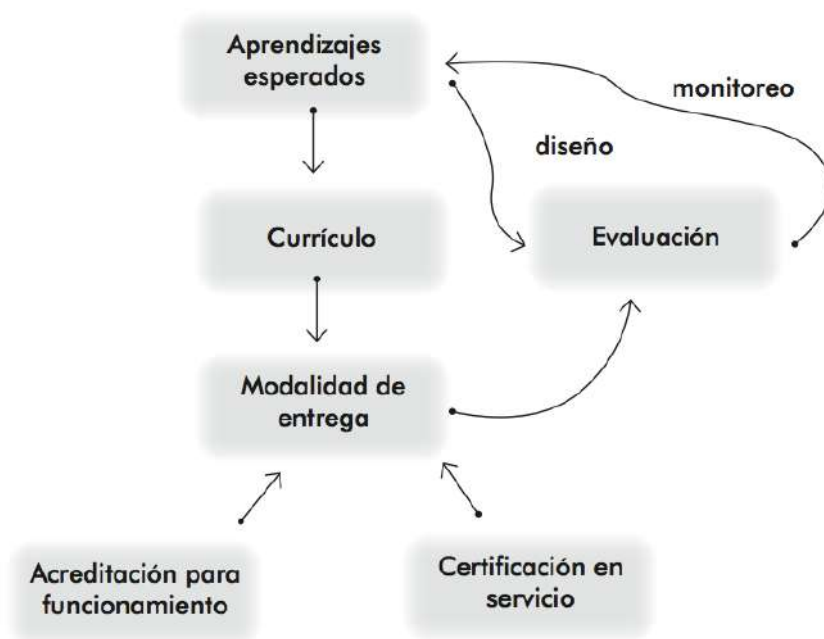 Aprendizajes
esperados
monitoreo
diseño
Currículo
Evaluación
Modalidad de
entrega
Acreditación para
funcionamiento
Certificación en
servicio